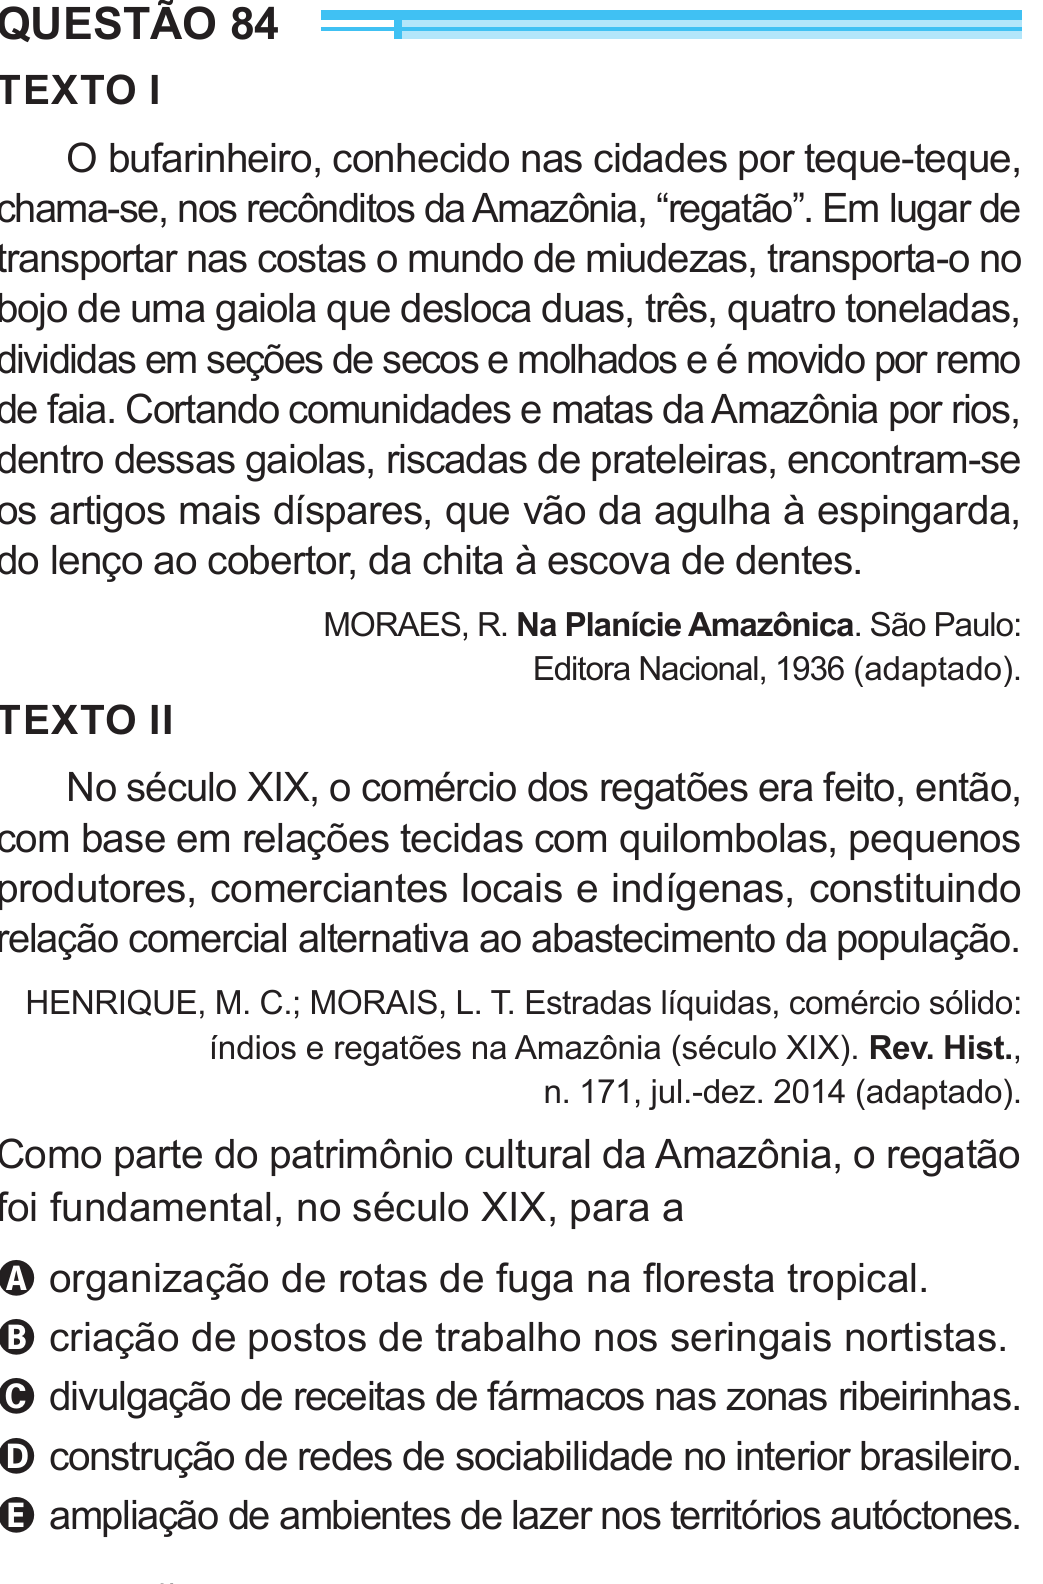 QUESTÃO 84
TEXTO I
O bufarinheiro, conhecido nas cidades por teque-teque,
chama-se, nos recônditos da Amazônia, “regatão”. Em lugar de
transportar nas costas o mundo de miudezas, transporta-o no
bojo de uma gaiola que desloca duas, três, quatro toneladas,
divididas em seções de secos e molhados e é movido por remo
de faia. Cortando comunidades e matas da Amazônia por rios,
dentro dessas gaiolas, riscadas de prateleiras, encontram-se
os artigos mais díspares, que vão da agulha à espingarda,
do lenço ao cobertor, da chita à escova de dentes.
MORAES, R. Na Planície Amazônica. São Paulo:
Editora Nacional, 1936 (adaptado).
TEXTO II
No século XIX, o comércio dos regatões era feito, então,
com base em relações tecidas com quilombolas, pequenos
produtores, comerciantes locais e indígenas, constituindo
relação comercial alternativa ao abastecimento da população.
HENRIQUE, M. C.; MORAIS, L. T. Estradas líquidas, comércio sólido:
índios e regatões na Amazônia (século XIX). Rev. Hist.,
n. 171, jul.-dez. 2014 (adaptado).
Como parte do patrimônio cultural da Amazônia, o regatão
foi fundamental, no século XIX, para a
A organização de rotas de fuga na floresta tropical.
B criação de postos de trabalho nos seringais nortistas.
C divulgação de receitas de fármacos nas zonas ribeirinhas.
D construção de redes de sociabilidade no interior brasileiro.
E ampliação de ambientes de lazer nos territórios autóctones.